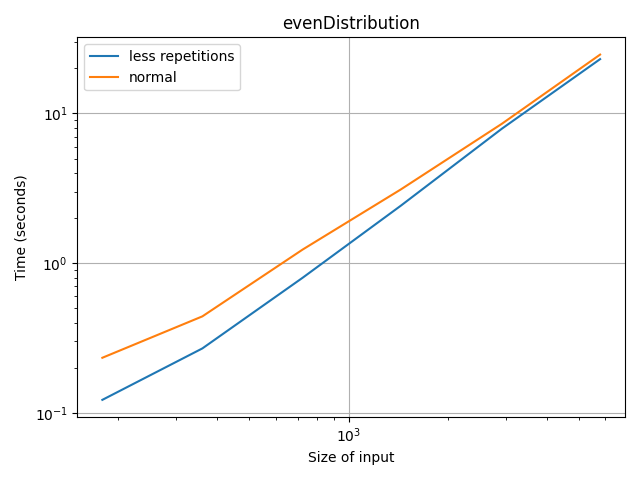 evenDistribution
less repetitions
normal
Time (seconds)
10¹
10⁰
10⁻¹
10³
Size of input